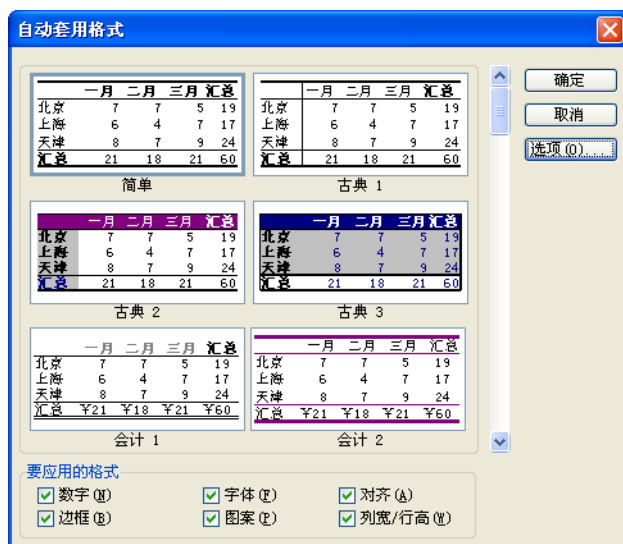 自动套用格式
一月 二月 三月 汇总
北京 7 7 5 19
上海 6 4 7 17
天津 8 7 9 24
汇总 21 18 21 60
简单
一月 二月 三月 汇总
北京 7 7 5 19
上海 6 4 7 17
天津 8 7 9 24
汇总 21 18 21 60
古典 1
确定
取消
选项(O)...
一月 二月 三月 汇总
北京 7 7 5 19
上海 6 4 7 17
天津 8 7 9 24
汇总 21 18 21 60
古典 2
一月 二月 三月 汇总
北京 7 7 5 19
上海 6 4 7 17
天津 8 7 9 24
汇总 21 18 21 60
古典 3
一月 二月 三月 汇总
北京 7 7 5 19
上海 6 4 7 17
天津 8 7 9 24
汇总 ¥21 ¥18 ¥21 ¥60
会计 1
一月 二月 三月 汇总
北京 7 7 5 19
上海 6 4 7 17
天津 8 7 9 24
汇总 ¥21 ¥18 ¥21 ¥60
会计 2
要应用的格式
数字(N) 字体(F) 对齐(A)
边框(B) 图案(P) 列宽/行高(W)